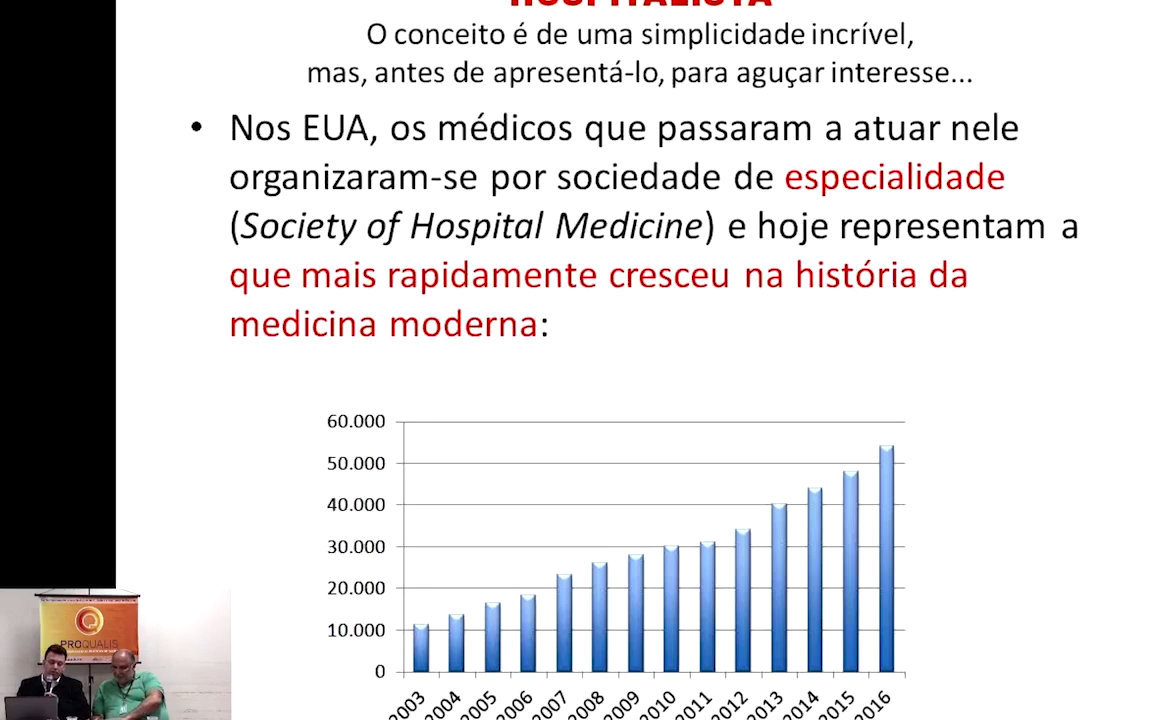 HOSPITALISTA
O conceito é de uma simplicidade incrível,
mas, antes de apresentá-lo, para aguçar interesse...
• Nos EUA, os médicos que passaram a atuar nele
organizaram-se por sociedade de especialidade
(Society of Hospital Medicine) e hoje representam a
que mais rapidamente cresceu na história da
medicina moderna:
60.000
50.000
40.000
30.000
20.000
10.000
0
2003 2004 2005 2006 2007 2008 2009 2010 2011 2012 2013 2014 2015 2016
PROQUALIS